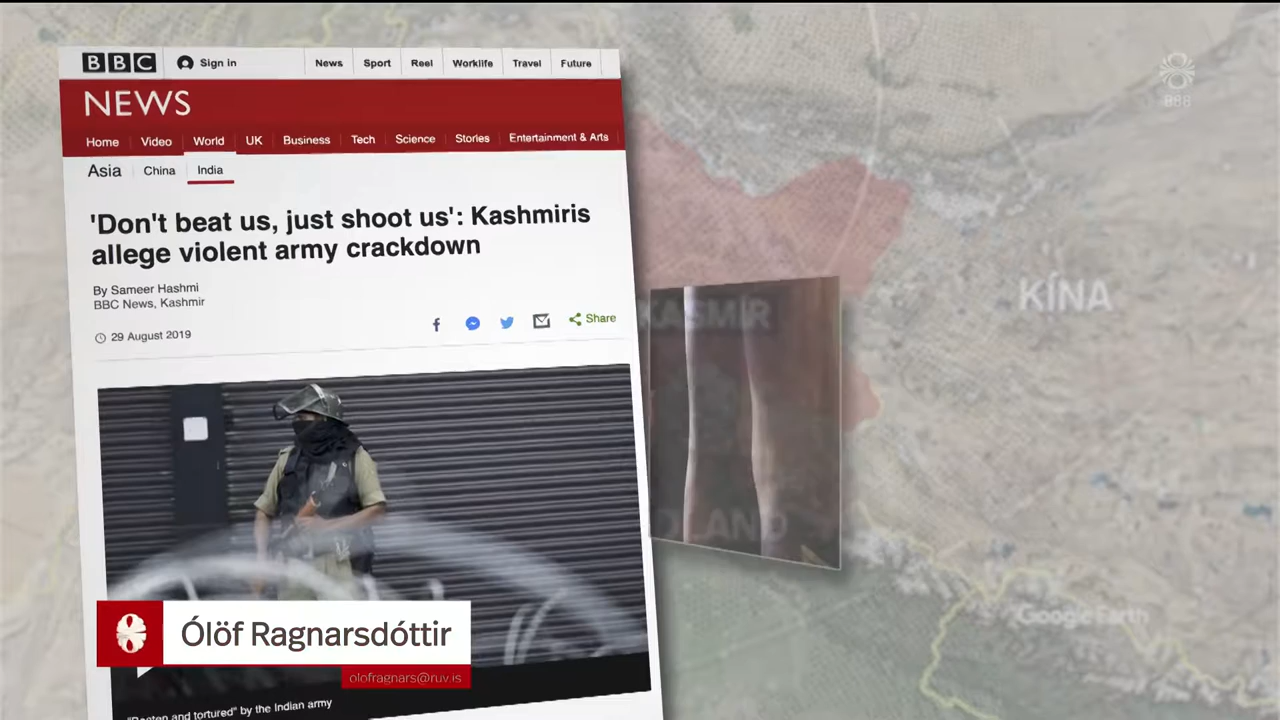 BBC
Sign in
News
Sport
Reel
Worklife
Travel
Future
NEWS
Home
Video
World
UK
Business
Tech
Science
Stories
Entertainment & Arts
Asia
China
India
'Don't beat us, just shoot us': Kashmiris
allege violent army crackdown
By Sameer Hashmi
BBC News, Kashmir
29 August 2019
Share
KASMÍR
KÍNA
Google Earth
888
Ólöf Ragnarsdóttir
olofragnars@ruv.is
and tortured" by the Indian army